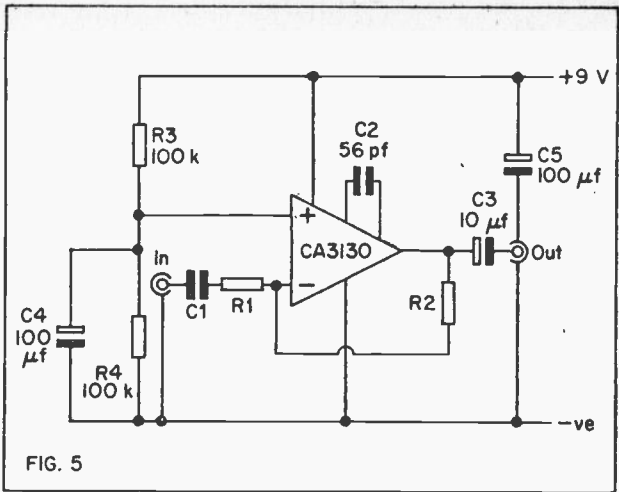 +9 V
R3
100 k
C2
56 pf
C5
100 µf
C3
10 µf
+
CA3130
In
Out
−
C1
R1
R2
C4
100
µf
R4
100 k
−ve
FIG. 5